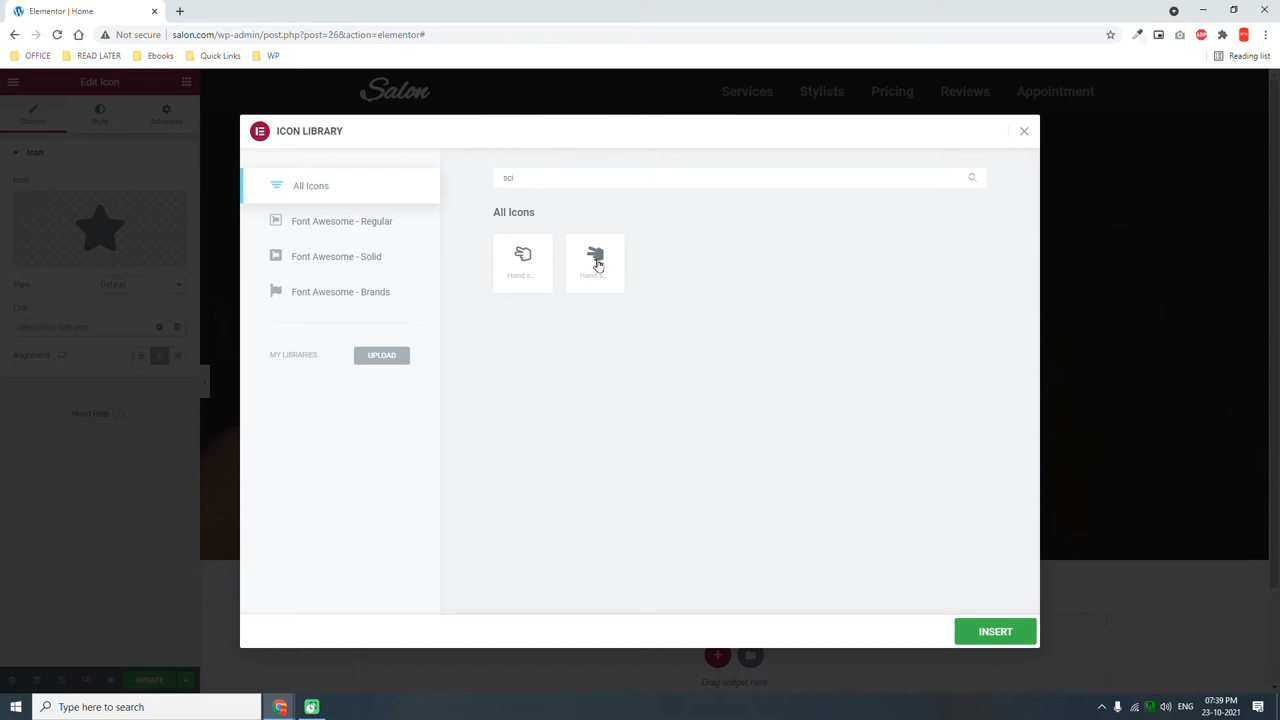 Elementor | Home
Not secure
salon.com/wp-admin/post.php?post=26&action=elementor#
OFFICE
READ LATER
Ebooks
Quick Links
WP
Reading list
Edit Icon
Content
Style
Advanced
Icon
Icon
View
Default
Link
Alignment
Need Help
UPDATE
Salon
Services
Stylists
Pricing
Reviews
Appointment
ICON LIBRARY
All Icons
Font Awesome - Regular
Font Awesome - Solid
Font Awesome - Brands
MY LIBRARIES
UPLOAD
sci
All Icons
Hand s...
Hand s...
INSERT
Drag widget here
Type here to search
ENG
07:39 PM
23-10-2021